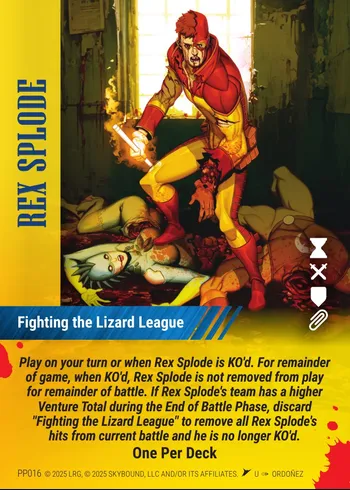 REX SPLODE
Fighting the Lizard League
Play on your turn or when Rex Splode is KO'd. For remainder
of game, when KO'd, Rex Splode is not removed from play
for remainder of battle. If Rex Splode's team has a higher
Venture Total during the End of Battle Phase, discard
"Fighting the Lizard League" to remove all Rex Splode's
hits from current battle and he is no longer KO'd.
One Per Deck
PP016 © 2025 LRG, © 2025 SKYBOUND, LLC AND/OR ITS AFFILIATES. U ORDOÑEZ